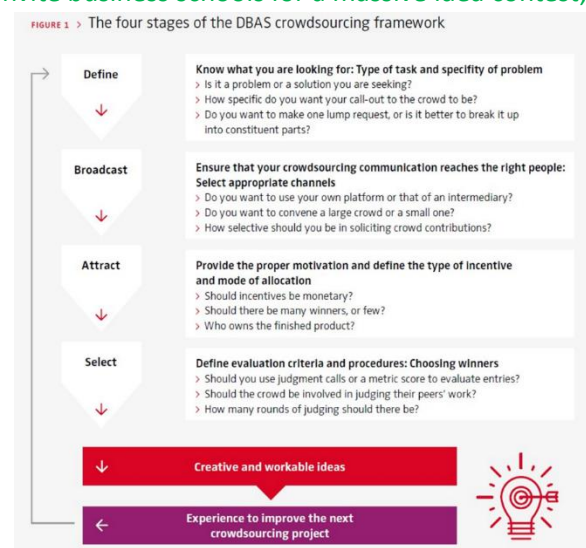 nvite business schools for a massive idea contest)
FIGURE 1 > The four stages of the DBAS crowdsourcing framework
Define
Know what you are looking for: Type of task and specifity of problem
> Is it a problem or a solution you are seeking?
> How specific do you want your call-out to the crowd to be?
> Do you want to make one lump request, or is it better to break it up
into constituent parts?
Broadcast
Ensure that your crowdsourcing communication reaches the right people:
Select appropriate channels
> Do you want to use your own platform or that of an intermediary?
> Do you want to convene a large crowd or a small one?
> How selective should you be in soliciting crowd contributions?
Attract
Provide the proper motivation and define the type of incentive
and mode of allocation
> Should incentives be monetary?
> Should there be many winners, or few?
> Who owns the finished product?
Select
Define evaluation criteria and procedures: Choosing winners
> Should you use judgment calls or a metric score to evaluate entries?
> Should the crowd be involved in judging their peers' work?
> How many rounds of judging should there be?
Creative and workable ideas
Experience to improve the next
crowdsourcing project